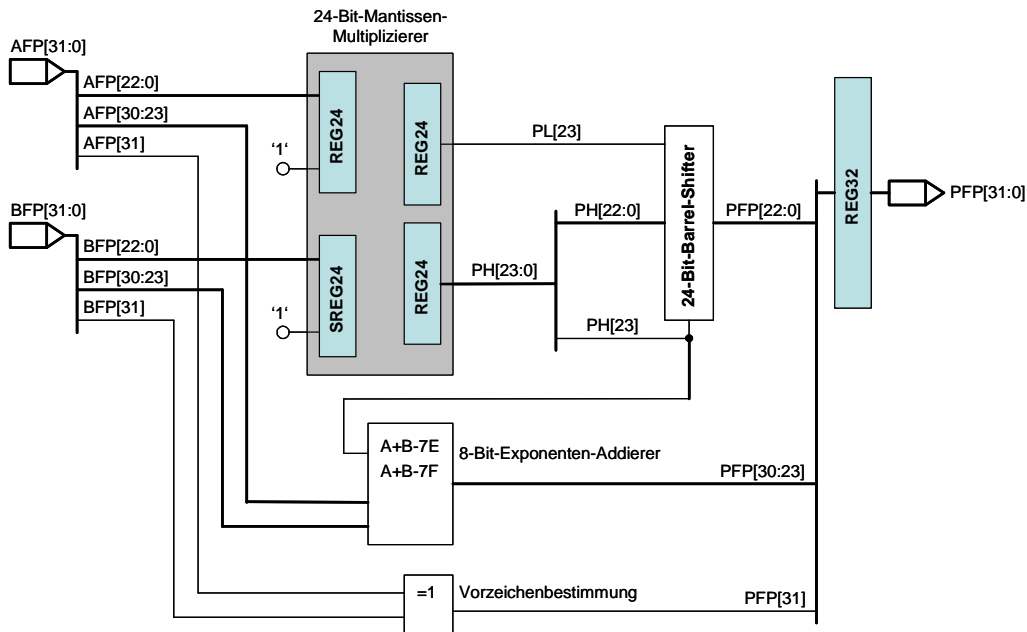 24-Bit-Mantissen-
Multiplizierer
AFP[31:0]
AFP[22:0]
AFP[30:23]
AFP[31]
'1'
REG24
REG24
PL[23]
BFP[31:0]
BFP[22:0]
BFP[30:23]
BFP[31]
'1'
SREG24
REG24
PH[23:0]
PH[22:0]
PH[23]
24-Bit-Barrel-Shifter
PFP[22:0]
REG32
PFP[31:0]
A+B-7E
A+B-7F
8-Bit-Exponenten-Addierer
PFP[30:23]
=1
Vorzeichenbestimmung
PFP[31]